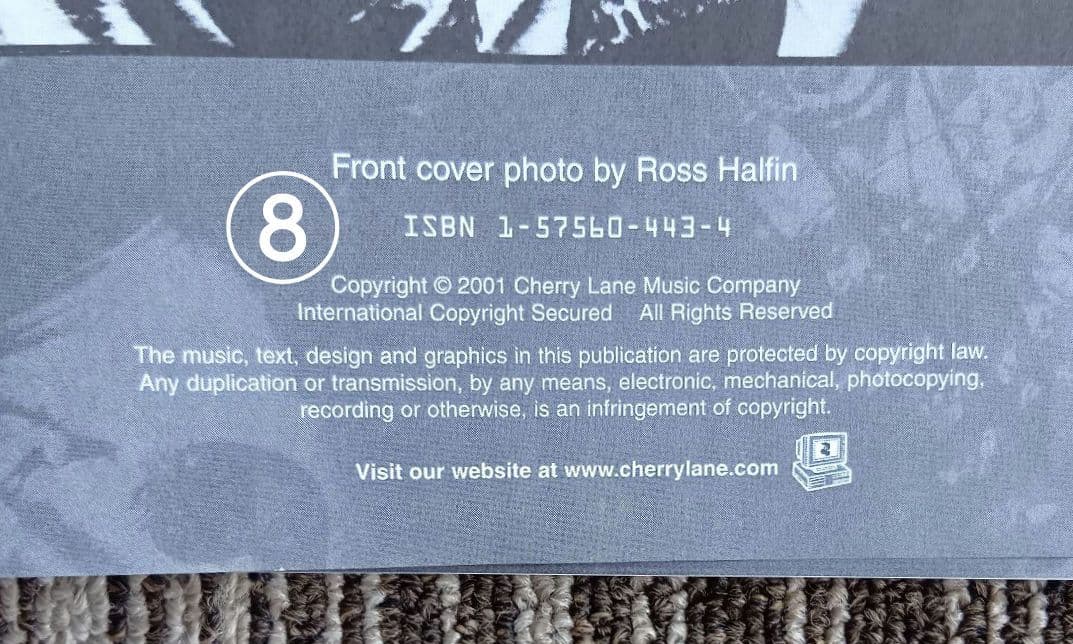 Front cover photo by Ross Halfin
8
ISBN 1-57560-443-4
Copyright © 2001 Cherry Lane Music Company
International Copyright Secured All Rights Reserved
The music, text, design and graphics in this publication are protected by copyright law.
Any duplication or transmission, by any means, electronic, mechanical, photocopying,
recording or otherwise, is an infringement of copyright.
Visit our website at www.cherrylane.com